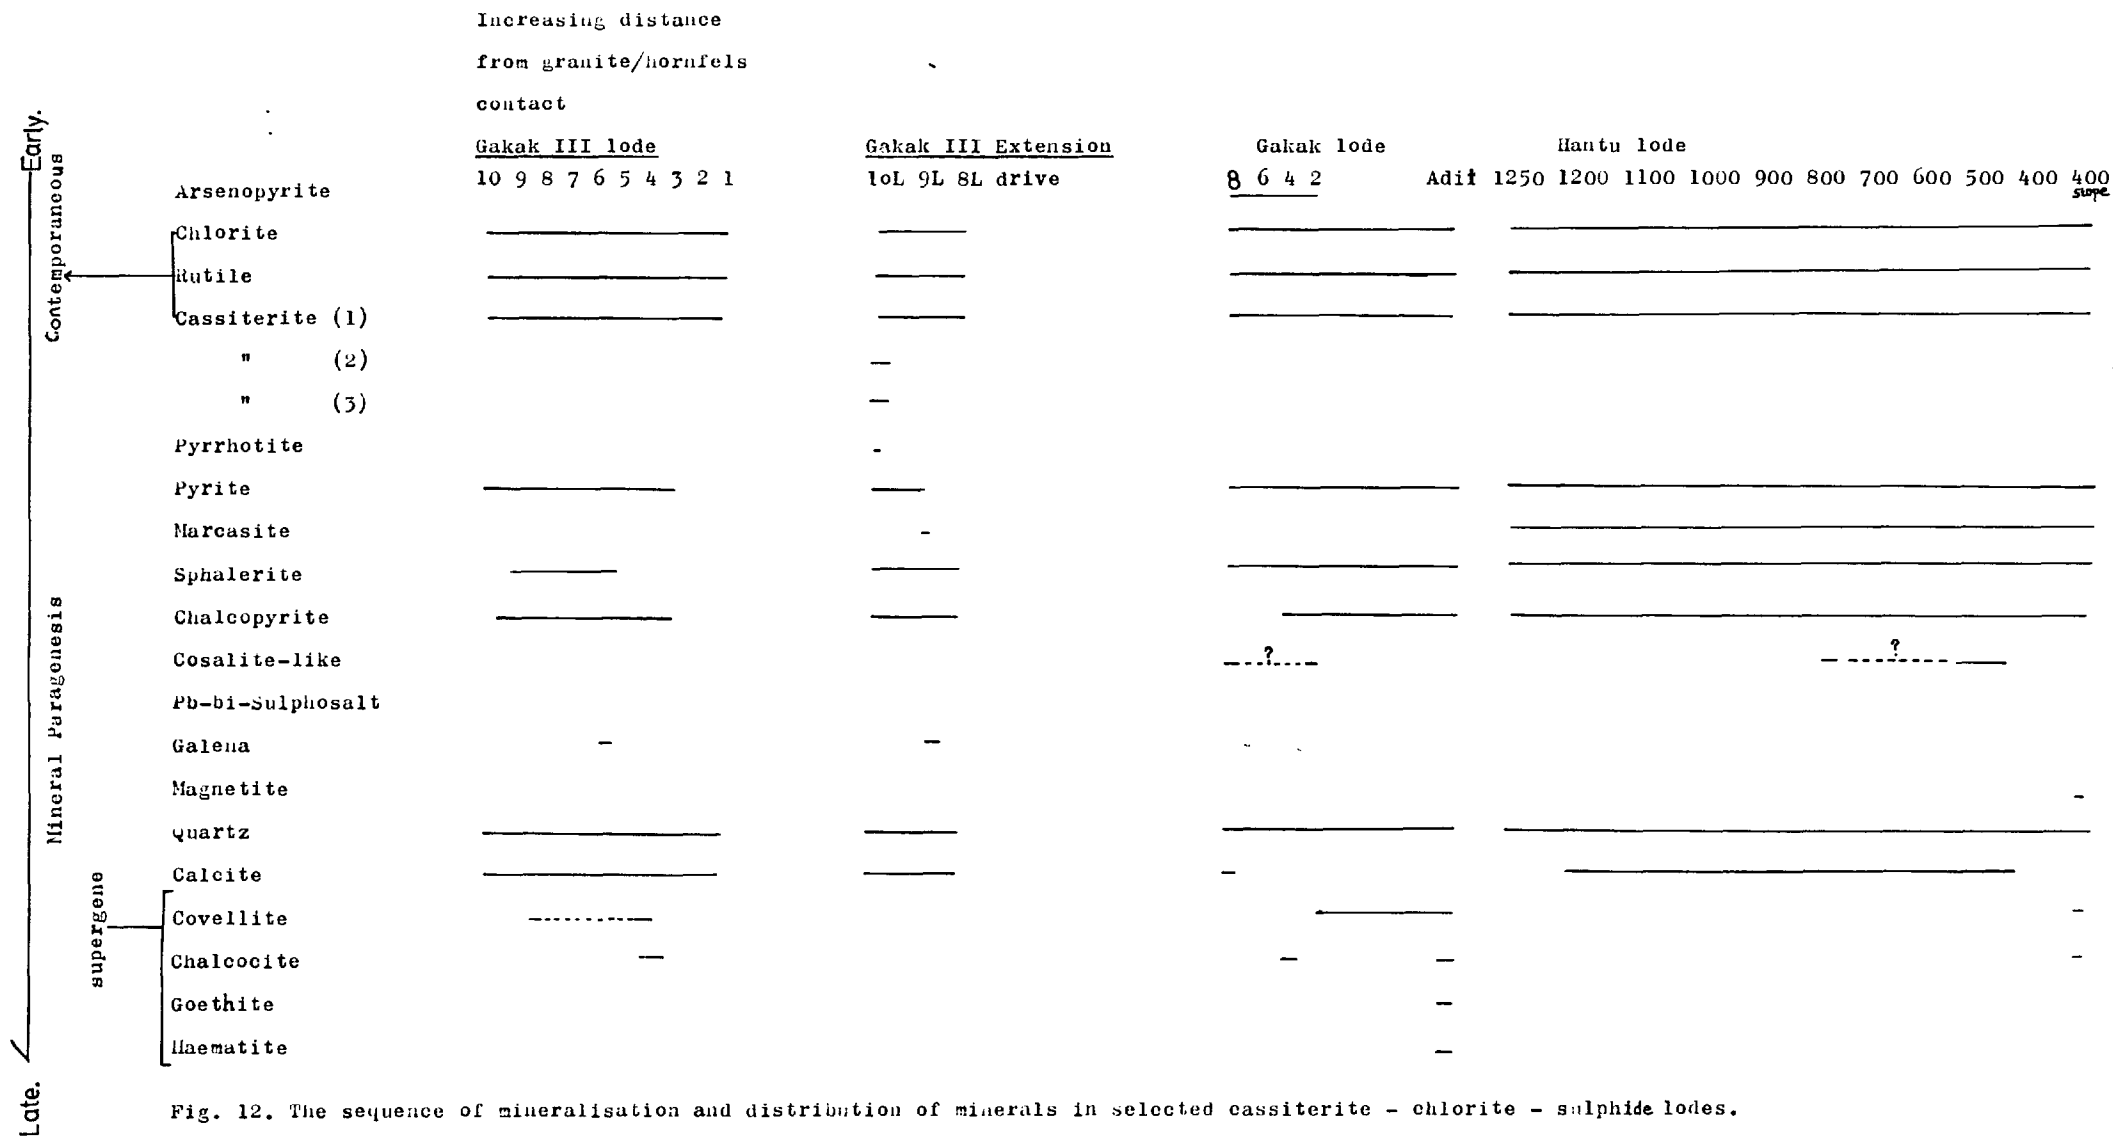 Increasing distance
from granite/hornfels
contact
Early.
Gakak III lode Gakak III Extension Gakak lode Hantu lode
10 9 8 7 6 5 4 3 2 1 10L 9L 8L drive 8 6 4 2 Adit 1250 1200 1100 1000 900 800 700 600 500 400 400
stope
Contemporaneous
Arsenopyrite
Chlorite
Rutile
Cassiterite (1)
" (2)
" (3)
Pyrrhotite
Pyrite
Marcasite
Sphalerite
Chalcopyrite
Cosalite-like ? ?
Pb-bi-Sulphosalt
Galena
Magnetite
Quartz
Calcite
Covellite
Chalcocite
Goethite
Haematite
Mineral Paragenesis
supergene
Late.
Fig. 12. The sequence of mineralisation and distribution of minerals in selected cassiterite - chlorite - sulphide lodes.